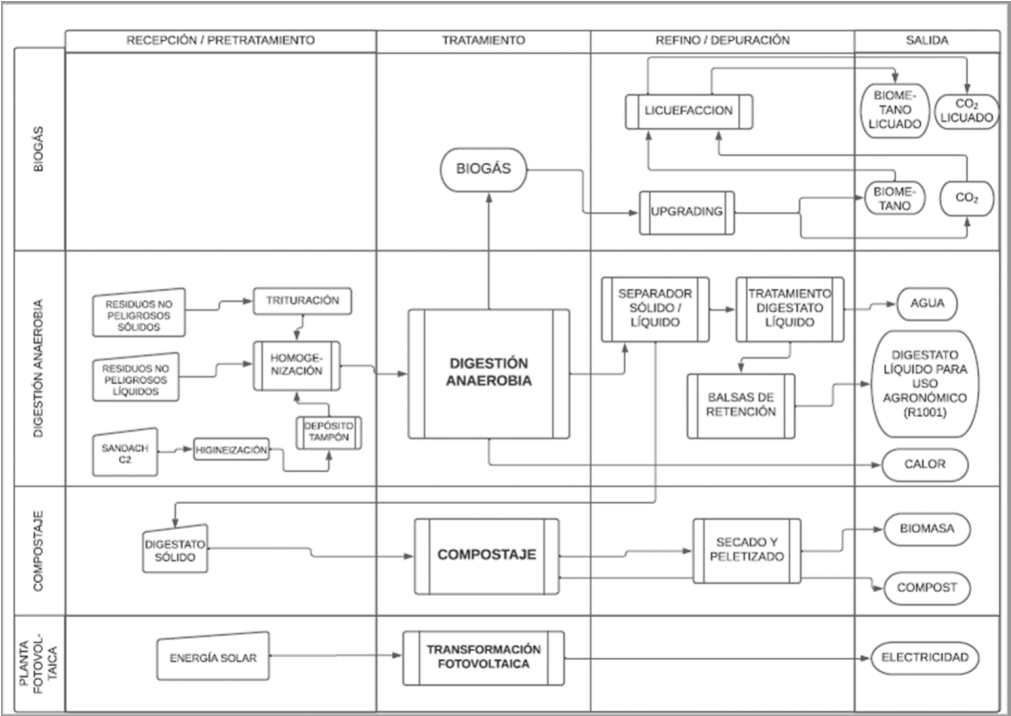 RECEPCIÓN / PRETRATAMIENTO
TRATAMIENTO
REFINO / DEPURACIÓN
SALIDA
BIOGÁS
LICUEFACCION
BIOME-
TANO
LICUADO
CO2
LICUADO
BIOGÁS
UPGRADING
BIOME-
TANO
CO2
DIGESTIÓN ANAEROBIA
RESIDUOS NO
PELIGROSOS
SÓLIDOS
TRITURACIÓN
RESIDUOS NO
PELIGROSOS
LÍQUIDOS
HOMOGE-
NIZACIÓN
SANDACH
C2
HIGINEIZACIÓN
DEPÓSITO
TAMPÓN
DIGESTIÓN
ANAEROBIA
SEPARADOR
SÓLIDO /
LÍQUIDO
TRATAMIENTO
DIGESTATO
LÍQUIDO
AGUA
BALSAS DE
RETENCIÓN
DIGESTATO
LÍQUIDO PARA
USO
AGRONÓMICO
(R1001)
CALOR
COMPOSTAJE
DIGESTATO
SÓLIDO
COMPOSTAJE
SECADO Y
PELETIZADO
BIOMASA
COMPOST
PLANTA
FOTOVOL-
TAICA
ENERGÍA SOLAR
TRANSFORMACIÓN
FOTOVOLTAICA
ELECTRICIDAD